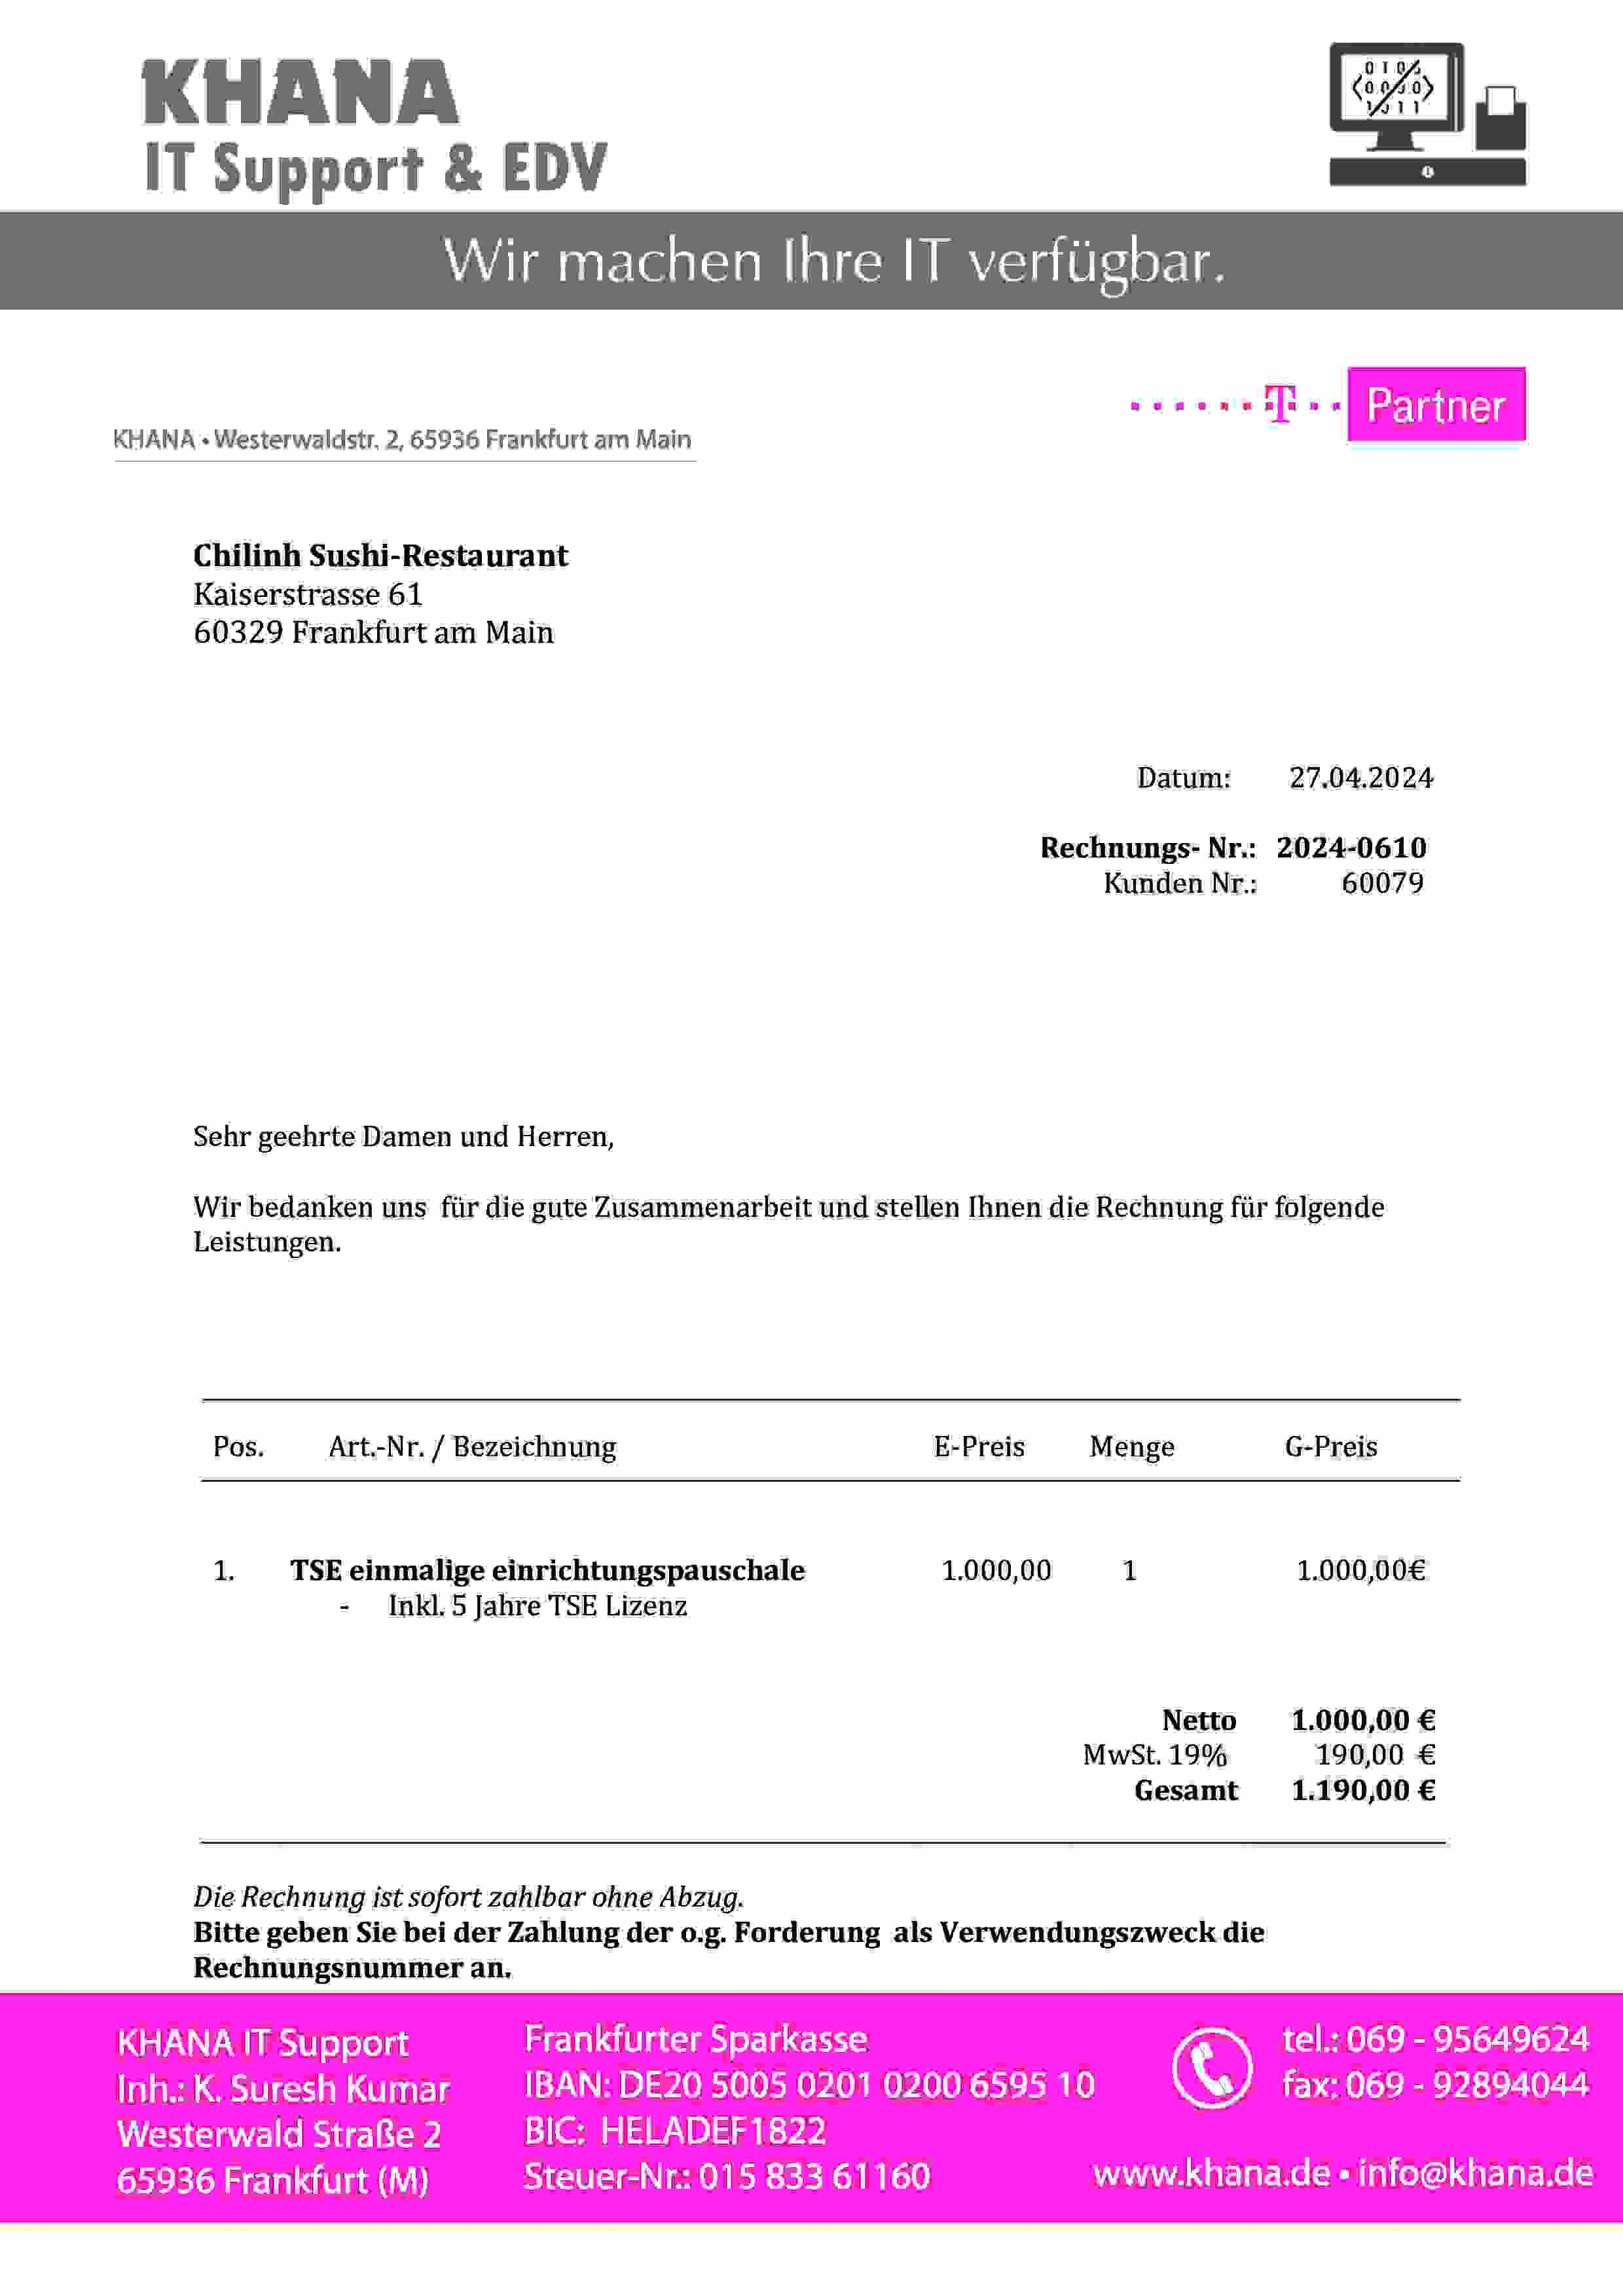 KHANA
IT Support & EDV
Wir machen Ihre IT verfügbar.
T Partner
KHANA • Westerwaldstr. 2, 65936 Frankfurt am Main
Chilinh Sushi-Restaurant
Kaiserstrasse 61
60329 Frankfurt am Main
Datum: 27.04.2024
Rechnungs- Nr.: 2024-0610
Kunden Nr.: 60079
Sehr geehrte Damen und Herren,
Wir bedanken uns für die gute Zusammenarbeit und stellen Ihnen die Rechnung für folgende
Leistungen.
Pos. Art.-Nr. / Bezeichnung E-Preis Menge G-Preis
1. TSE einmalige einrichtungspauschale 1.000,00 1 1.000,00€
- Inkl. 5 Jahre TSE Lizenz
Netto 1.000,00 €
MwSt. 19% 190,00 €
Gesamt 1.190,00 €
Die Rechnung ist sofort zahlbar ohne Abzug.
Bitte geben Sie bei der Zahlung der o.g. Forderung als Verwendungszweck die
Rechnungsnummer an.
KHANA IT Support
Inh.: K. Suresh Kumar
Westerwald Straße 2
65936 Frankfurt (M)
Frankfurter Sparkasse
IBAN: DE20 5005 0201 0200 6595 10
BIC: HELADEF1822
Steuer-Nr.: 015 833 61160
tel.: 069 - 95649624
fax: 069 - 92894044
www.khana.de • info@khana.de